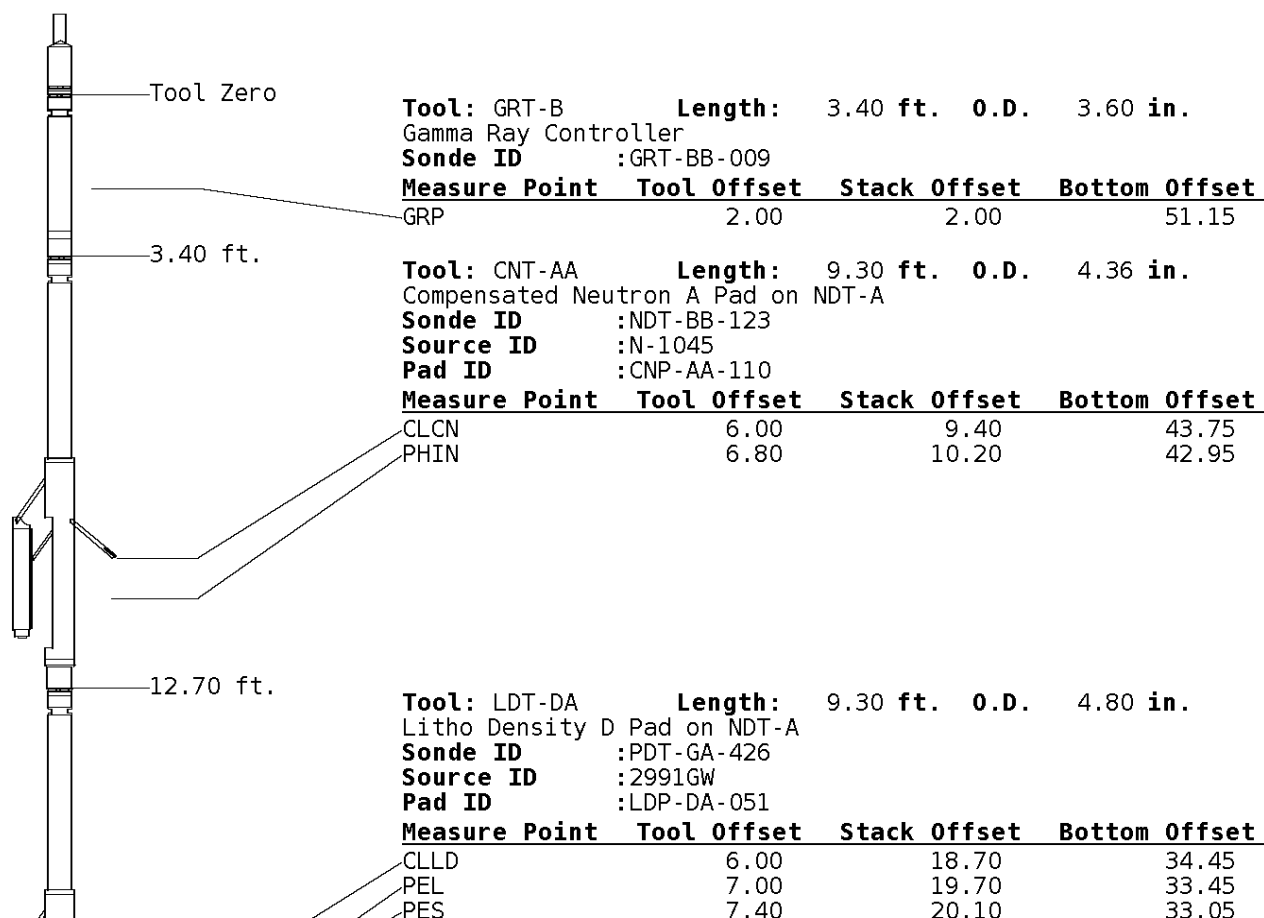 Tool Zero
Tool: GRT-B Length: 3.40 ft. O.D. 3.60 in.
Gamma Ray Controller
Sonde ID :GRT-BB-009
Measure Point Tool Offset Stack Offset Bottom Offset
GRP 2.00 2.00 51.15
3.40 ft.
Tool: CNT-AA Length: 9.30 ft. O.D. 4.36 in.
Compensated Neutron A Pad on NDT-A
Sonde ID :NDT-BB-123
Source ID :N-1045
Pad ID :CNP-AA-110
Measure Point Tool Offset Stack Offset Bottom Offset
CLCN 6.00 9.40 43.75
PHIN 6.80 10.20 42.95
12.70 ft.
Tool: LDT-DA Length: 9.30 ft. O.D. 4.80 in.
Litho Density D Pad on NDT-A
Sonde ID :PDT-GA-426
Source ID :2991GW
Pad ID :LDP-DA-051
Measure Point Tool Offset Stack Offset Bottom Offset
CLLD 6.00 18.70 34.45
PEL 7.00 19.70 33.45
PES 7.40 20.10 33.05